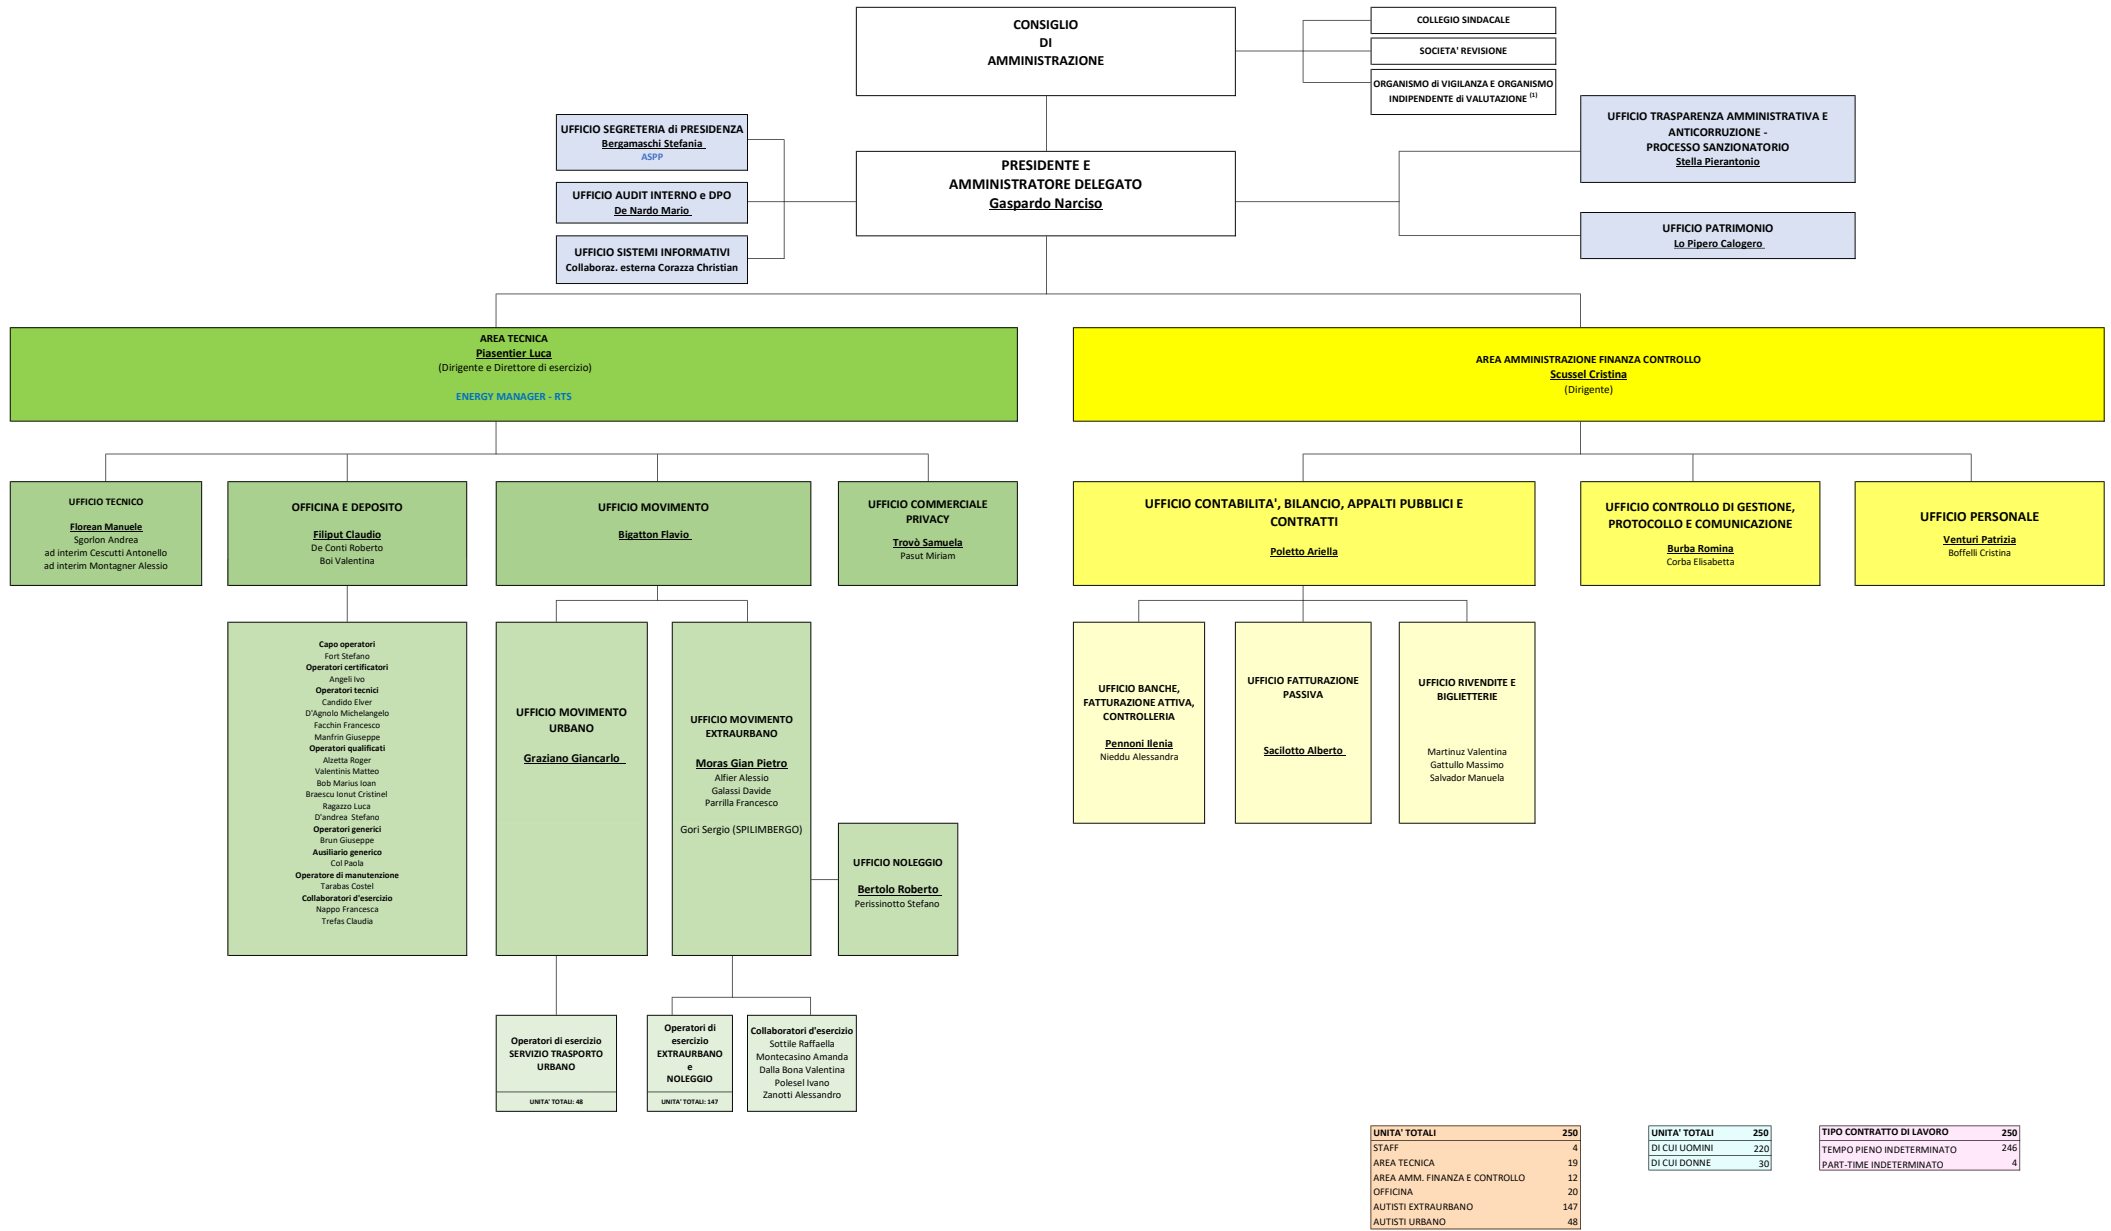 CONSIGLIO
DI
AMMINISTRAZIONE
COLLEGIO SINDACALE
SOCIETA' REVISIONE
ORGANISMO di VIGILANZA E ORGANISMO
INDIPENDENTE di VALUTAZIONE (1)
UFFICIO SEGRETERIA di PRESIDENZA
Bergamaschi Stefania
ASPP
UFFICIO AUDIT INTERNO e DPO
De Nardo Mario
UFFICIO SISTEMI INFORMATIVI
Collaboraz. esterna Corazza Christian
PRESIDENTE E
AMMINISTRATORE DELEGATO
Gaspardo Narciso
UFFICIO TRASPARENZA AMMINISTRATIVA E
ANTICORRUZIONE -
PROCESSO SANZIONATORIO
Stella Pierantonio
UFFICIO PATRIMONIO
Lo Pipero Calogero
AREA TECNICA
Piasentier Luca
(Dirigente e Direttore di esercizio)
ENERGY MANAGER - RTS
AREA AMMINISTRAZIONE FINANZA CONTROLLO
Scussel Cristina
(Dirigente)
UFFICIO TECNICO
Florean Manuele
Sgorlon Andrea
ad interim Cescutti Antonello
ad interim Montagner Alessio
OFFICINA E DEPOSITO
Filiput Claudio
De Conti Roberto
Boi Valentina
UFFICIO MOVIMENTO
Bigatton Flavio
UFFICIO COMMERCIALE
PRIVACY
Trovò Samuela
Pasut Miriam
UFFICIO CONTABILITA', BILANCIO, APPALTI PUBBLICI E
CONTRATTI
Poletto Ariella
UFFICIO CONTROLLO DI GESTIONE,
PROTOCOLLO E COMUNICAZIONE
Burba Romina
Corba Elisabetta
UFFICIO PERSONALE
Venturi Patrizia
Boffelli Cristina
Capo operatori
Fort Stefano
Operatori certificatori
Angeli Ivo
Operatori tecnici
Candido Elver
D'Agnolo Michelangelo
Facchin Francesco
Manfrin Giuseppe
Operatori qualificati
Alzetta Roger
Valentinis Matteo
Bob Marius Ioan
Braescu Ionut Cristinel
Ragazzo Luca
D'andrea Stefano
Operatori generici
Brun Giuseppe
Ausiliario generico
Col Paola
Operatore di manutenzione
Tarabas Costel
Collaboratori d'esercizio
Nappo Francesca
Trefas Claudia
UFFICIO MOVIMENTO
URBANO
Graziano Giancarlo
UFFICIO MOVIMENTO
EXTRAURBANO
Moras Gian Pietro
Alfier Alessio
Galassi Davide
Parrilla Francesco
Gori Sergio (SPILIMBERGO)
UFFICIO NOLEGGIO
Bertolo Roberto
Perissinotto Stefano
UFFICIO BANCHE,
FATTURAZIONE ATTIVA,
CONTROLLERIA
Pennoni Ilenia
Nieddu Alessandra
UFFICIO FATTURAZIONE
PASSIVA
Sacilotto Alberto
UFFICIO RIVENDITE E
BIGLIETTERIE
Martinuz Valentina
Gattullo Massimo
Salvador Manuela
Operatori di esercizio
SERVIZIO TRASPORTO
URBANO
UNITA' TOTALI: 48
Operatori di
esercizio
EXTRAURBANO
e
NOLEGGIO
UNITA' TOTALI: 147
Collaboratori d'esercizio
Sottile Raffaella
Montecasino Amanda
Dalla Bona Valentina
Polesel Ivano
Zanotti Alessandro
UNITA' TOTALI 250
STAFF 4
AREA TECNICA 19
AREA AMM. FINANZA E CONTROLLO 12
OFFICINA 20
AUTISTI EXTRAURBANO 147
AUTISTI URBANO 48
UNITA' TOTALI 250
DI CUI UOMINI 220
DI CUI DONNE 30
TIPO CONTRATTO DI LAVORO 250
TEMPO PIENO INDETERMINATO 246
PART-TIME INDETERMINATO 4